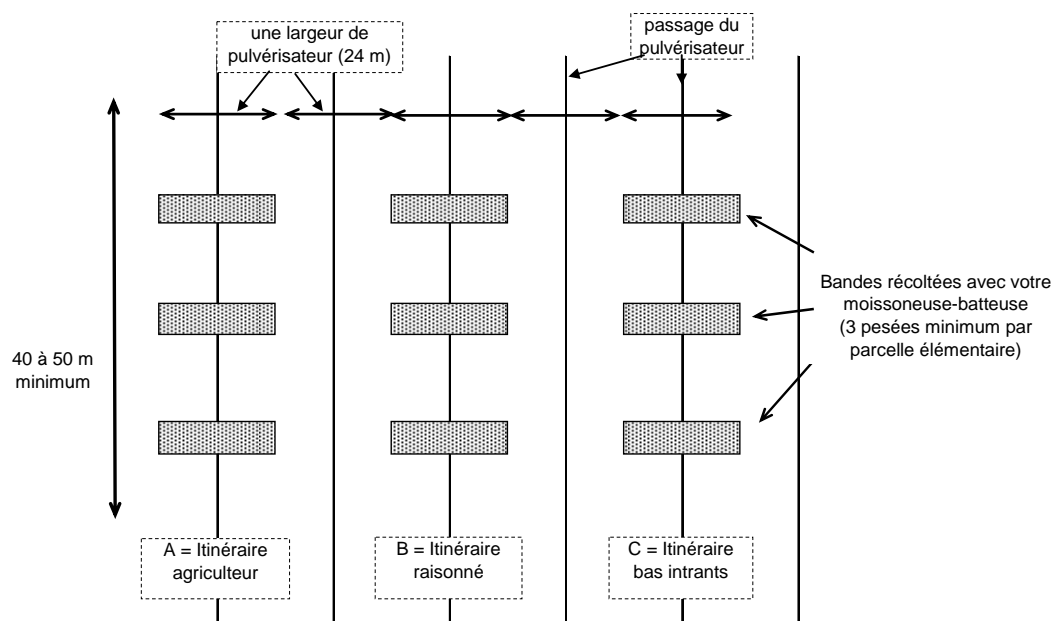 une largeur de
pulvérisateur (24 m)
passage du
pulvérisateur
40 à 50 m
minimum
Bandes récoltées avec votre
moissoneuse-batteuse
(3 pesées minimum par
parcelle élémentaire)
A = Itinéraire
agriculteur
B = Itinéraire
raisonné
C = Itinéraire
bas intrants